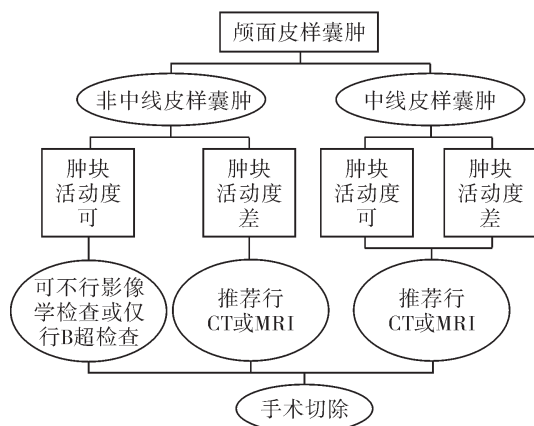 颅面皮样囊肿
非中线皮样囊肿
中线皮样囊肿
肿块
活动度
可
肿块
活动度
差
肿块
活动度
可
肿块
活动度
差
可不行影像
学检查或仅
行B超检查
推荐行
CT或MRI
推荐行
CT或MRI
手术切除